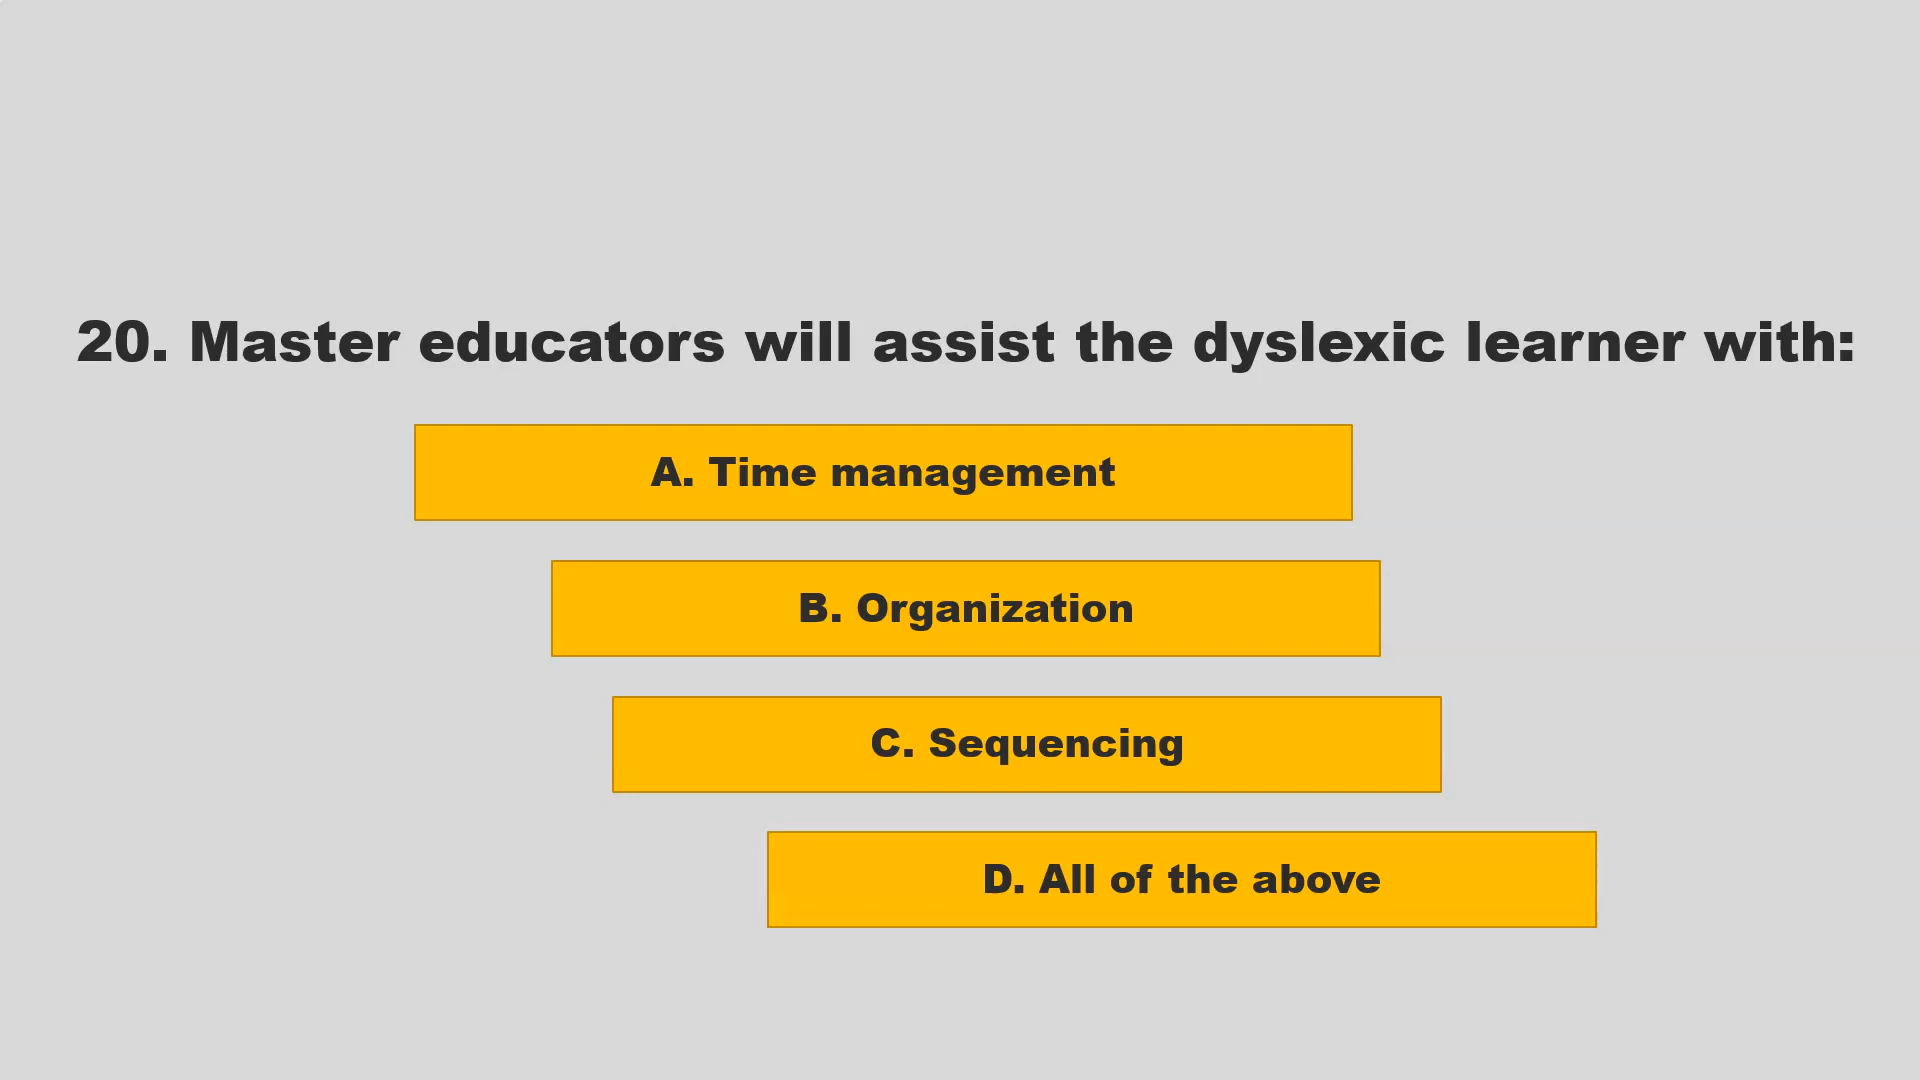 20. Master educators will assist the dyslexic learner with:
A. Time management
B. Organization
C. Sequencing
D. All of the above